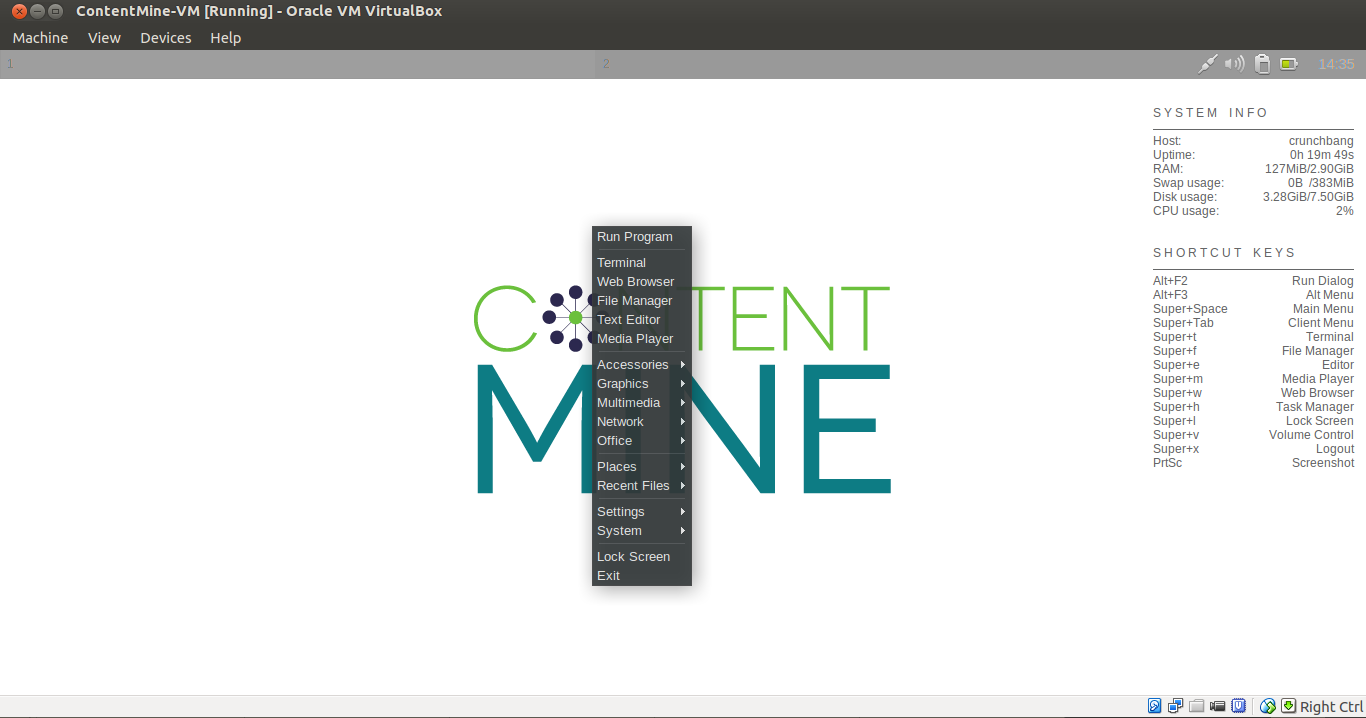 ContentMine-VM [Running] - Oracle VM VirtualBox
Machine View Devices Help
1 2 14:35
SYSTEM INFO
Host: crunchbang
Uptime: 0h 19m 49s
RAM: 127MiB/2.90GiB
Swap usage: 0B /383MiB
Disk usage: 3.28GiB/7.50GiB
CPU usage: 2%
SHORTCUT KEYS
Alt+F2 Run Dialog
Alt+F3 Alt Menu
Super+Space Main Menu
Super+Tab Client Menu
Super+t Terminal
Super+f File Manager
Super+e Editor
Super+m Media Player
Super+w Web Browser
Super+h Task Manager
Super+l Lock Screen
Super+v Volume Control
Super+x Logout
PrtSc Screenshot
CONTENT
MINE
Run Program
Terminal
Web Browser
File Manager
Text Editor
Media Player
Accessories
Graphics
Multimedia
Network
Office
Places
Recent Files
Settings
System
Lock Screen
Exit
Right Ctrl